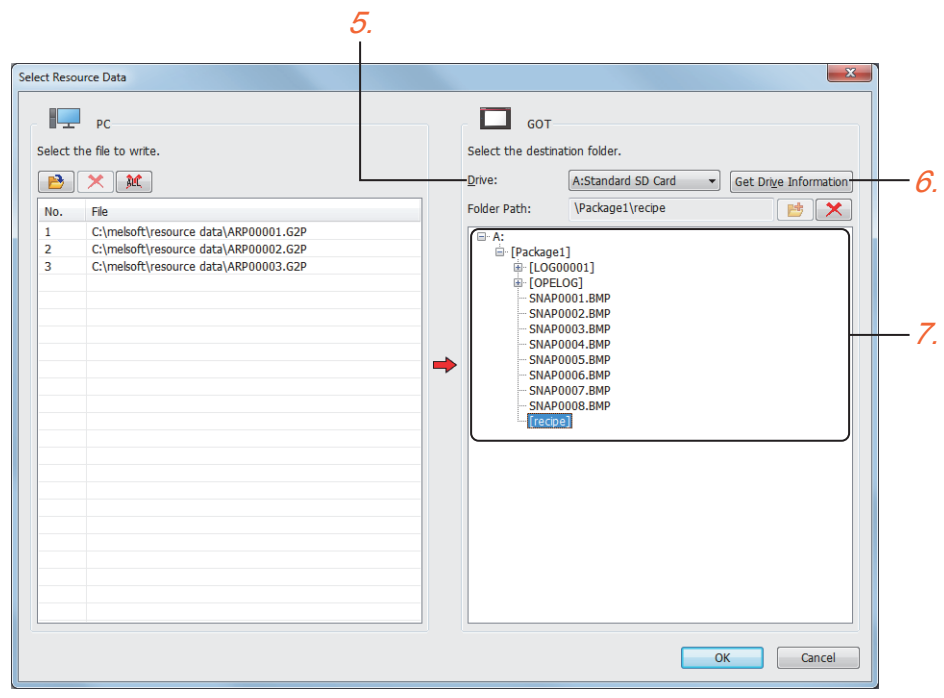 5.
Select Resource Data
PC
Select the file to write.
ALL
No. File
1 C:\melsoft\resource data\ARP00001.G2P
2 C:\melsoft\resource data\ARP00002.G2P
3 C:\melsoft\resource data\ARP00003.G2P
GOT
Select the destination folder.
Drive: A:Standard SD Card Get Drive Information
6.
Folder Path: \Package1\recipe
A:
[Package1]
[LOG00001]
[OPELOG]
SNAP0001.BMP
SNAP0002.BMP
SNAP0003.BMP
SNAP0004.BMP
SNAP0005.BMP
SNAP0006.BMP
SNAP0007.BMP
SNAP0008.BMP
[recipe]
7.
OK Cancel